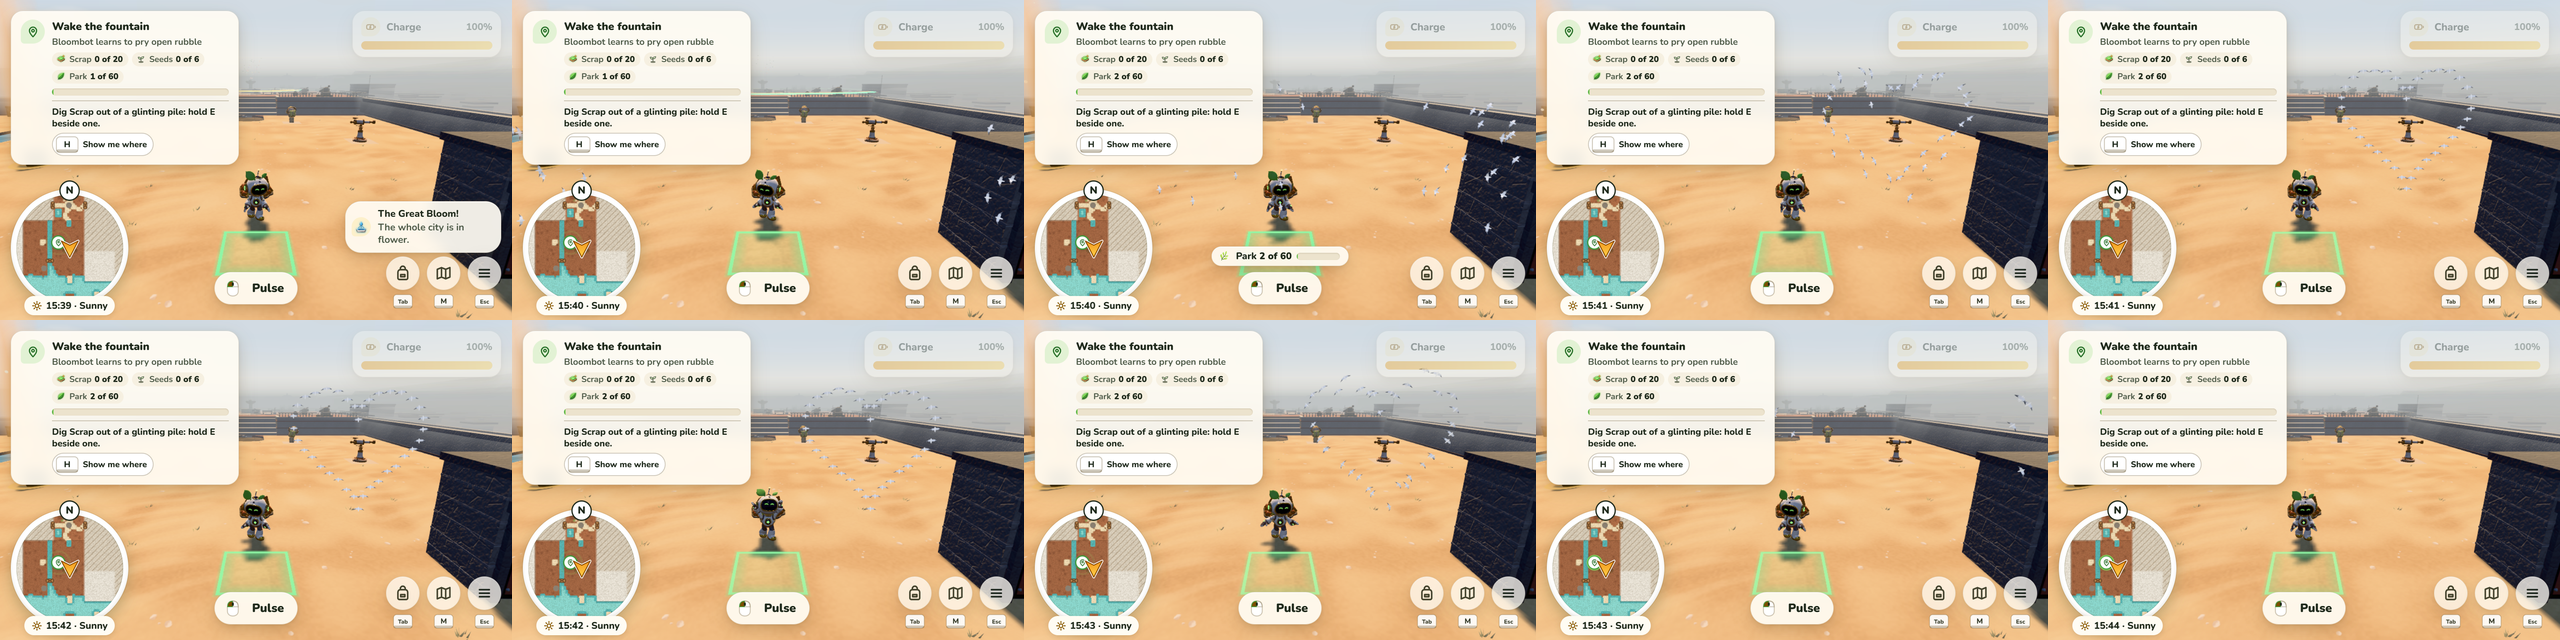 Wake the fountain
Bloombot learns to pry open rubble
Scrap 0 of 20 Seeds 0 of 6
Park 1 of 60
Dig Scrap out of a glinting pile: hold E
beside one.
H Show me where
Charge 100%
N
The Great Bloom!
The whole city is in
flower.
Pulse
Tab M Esc
15:39 · Sunny
Wake the fountain
Bloombot learns to pry open rubble
Scrap 0 of 20 Seeds 0 of 6
Park 1 of 60
Dig Scrap out of a glinting pile: hold E
beside one.
H Show me where
Charge 100%
N
Pulse
Tab M Esc
15:40 · Sunny
Wake the fountain
Bloombot learns to pry open rubble
Scrap 0 of 20 Seeds 0 of 6
Park 2 of 60
Dig Scrap out of a glinting pile: hold E
beside one.
H Show me where
Charge 100%
N
Park 2 of 60
Pulse
Tab M Esc
15:40 · Sunny
Wake the fountain
Bloombot learns to pry open rubble
Scrap 0 of 20 Seeds 0 of 6
Park 2 of 60
Dig Scrap out of a glinting pile: hold E
beside one.
H Show me where
Charge 100%
N
Pulse
Tab M Esc
15:41 · Sunny
Wake the fountain
Bloombot learns to pry open rubble
Scrap 0 of 20 Seeds 0 of 6
Park 2 of 60
Dig Scrap out of a glinting pile: hold E
beside one.
H Show me where
Charge 100%
N
Pulse
Tab M Esc
15:41 · Sunny
Wake the fountain
Bloombot learns to pry open rubble
Scrap 0 of 20 Seeds 0 of 6
Park 2 of 60
Dig Scrap out of a glinting pile: hold E
beside one.
H Show me where
Charge 100%
N
Pulse
Tab M Esc
15:42 · Sunny
Wake the fountain
Bloombot learns to pry open rubble
Scrap 0 of 20 Seeds 0 of 6
Park 2 of 60
Dig Scrap out of a glinting pile: hold E
beside one.
H Show me where
Charge 100%
N
Pulse
Tab M Esc
15:42 · Sunny
Wake the fountain
Bloombot learns to pry open rubble
Scrap 0 of 20 Seeds 0 of 6
Park 2 of 60
Dig Scrap out of a glinting pile: hold E
beside one.
H Show me where
Charge 100%
N
Pulse
Tab M Esc
15:43 · Sunny
Wake the fountain
Bloombot learns to pry open rubble
Scrap 0 of 20 Seeds 0 of 6
Park 2 of 60
Dig Scrap out of a glinting pile: hold E
beside one.
H Show me where
Charge 100%
N
Pulse
Tab M Esc
15:43 · Sunny
Wake the fountain
Bloombot learns to pry open rubble
Scrap 0 of 20 Seeds 0 of 6
Park 2 of 60
Dig Scrap out of a glinting pile: hold E
beside one.
H Show me where
Charge 100%
N
Pulse
Tab M Esc
15:44 · Sunny